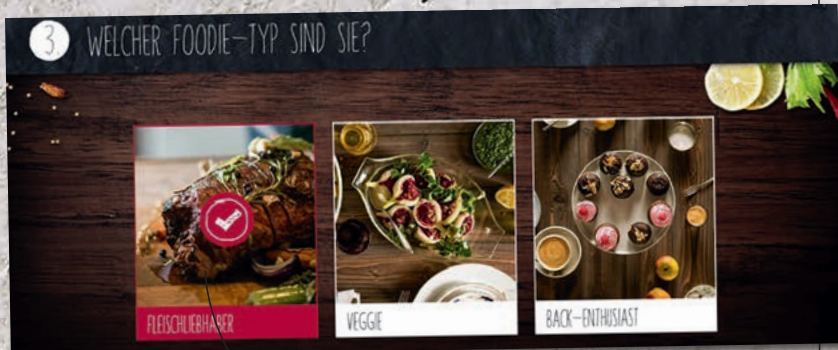 3. WELCHER FOODIE-TYP SIND SIE?
FLEISCHLIEBHABER
VEGGIE
BACK-ENTHUSIAST